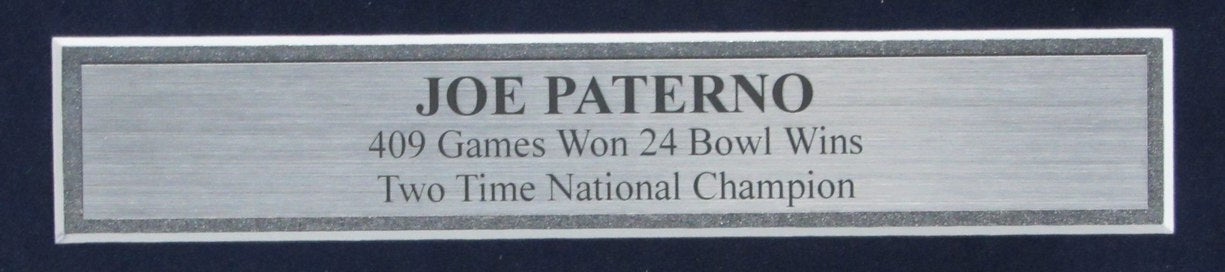 JOE PATERNO
409 Games Won 24 Bowl Wins
Two Time National Champion